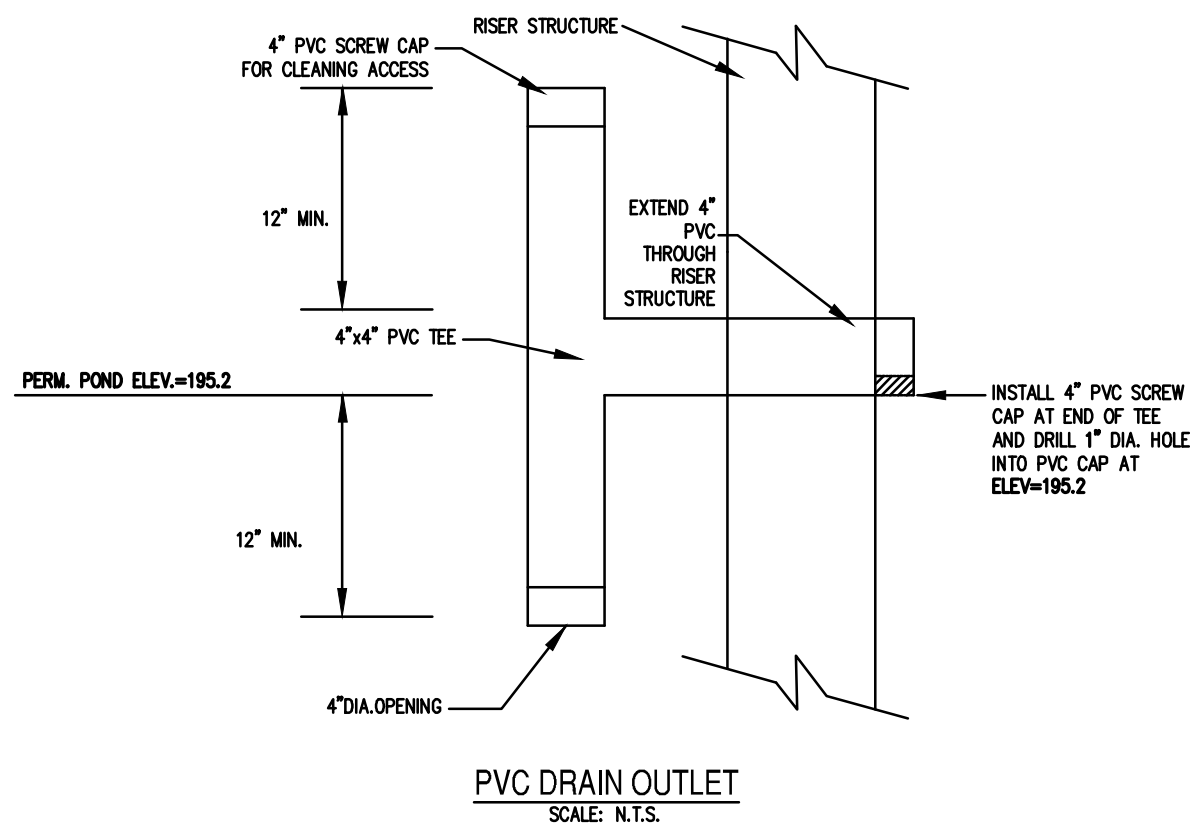 RISER STRUCTURE
4" PVC SCREW CAP
FOR CLEANING ACCESS
12" MIN.
EXTEND 4"
PVC
THROUGH
RISER
STRUCTURE
4"x4" PVC TEE
PERM. POND ELEV.=195.2
INSTALL 4" PVC SCREW
CAP AT END OF TEE
AND DRILL 1" DIA. HOLE
INTO PVC CAP AT
ELEV=195.2
12" MIN.
4"DIA.OPENING
PVC DRAIN OUTLET
SCALE: N.T.S.